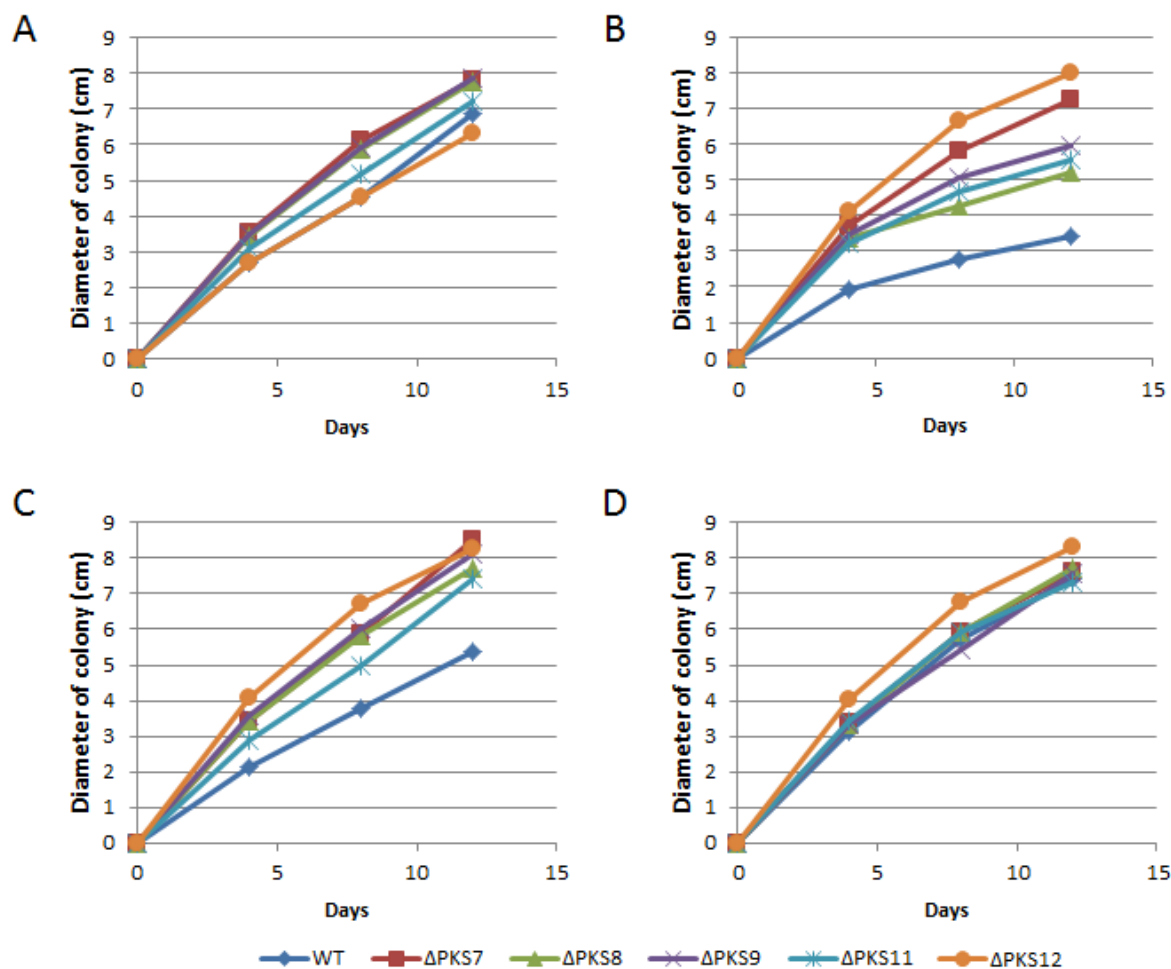 A
Diameter of colony (cm)
9
8
7
6
5
4
3
2
1
0
0 5 10 15
Days
B
Diameter of colony (cm)
9
8
7
6
5
4
3
2
1
0
0 5 10 15
Days
C
Diameter of colony (cm)
9
8
7
6
5
4
3
2
1
0
0 5 10 15
Days
D
Diameter of colony (cm)
9
8
7
6
5
4
3
2
1
0
0 5 10 15
Days
WT ΔPKS7 ΔPKS8 ΔPKS9 ΔPKS11 ΔPKS12